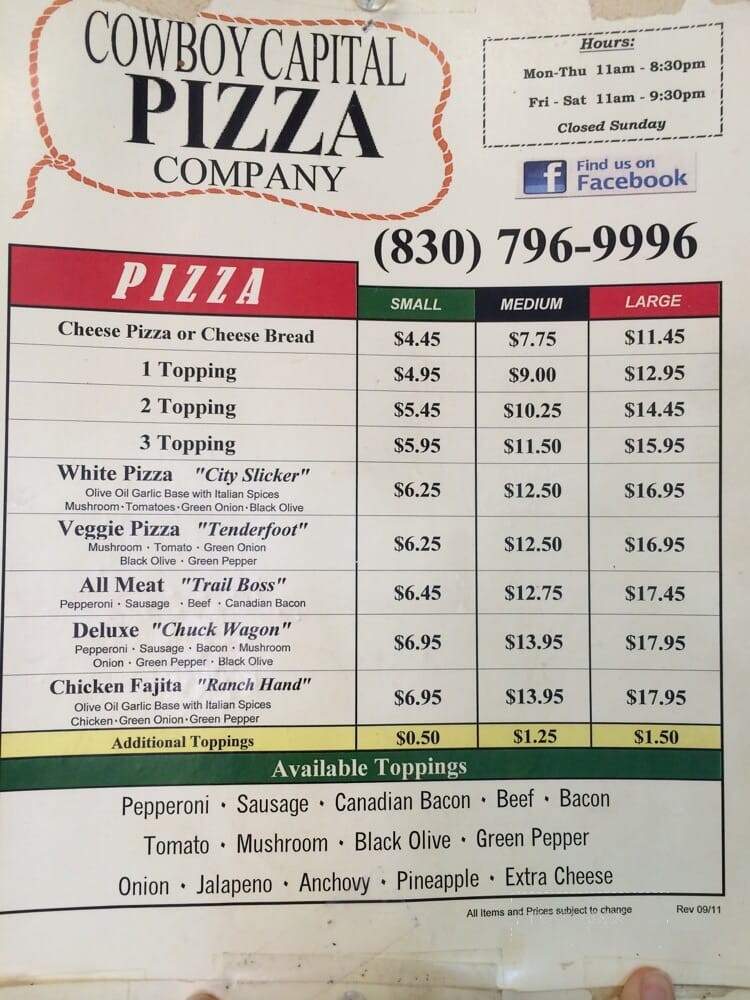 COWBOY CAPITAL
PIZZA
COMPANY
Hours:
Mon-Thu 11am - 8:30pm
Fri - Sat 11am - 9:30pm
Closed Sunday
f Find us on
Facebook
(830) 796-9996
PIZZA SMALL MEDIUM LARGE
Cheese Pizza or Cheese Bread $4.45 $7.75 $11.45
1 Topping $4.95 $9.00 $12.95
2 Topping $5.45 $10.25 $14.45
3 Topping $5.95 $11.50 $15.95
White Pizza "City Slicker"
Olive Oil Garlic Base with Italian Spices $6.25 $12.50 $16.95
Mushroom · Tomatoes · Green Onion · Black Olive
Veggie Pizza "Tenderfoot"
Mushroom · Tomato · Green Onion $6.25 $12.50 $16.95
Black Olive · Green Pepper
All Meat "Trail Boss" $6.45 $12.75 $17.45
Pepperoni · Sausage · Beef · Canadian Bacon
Deluxe "Chuck Wagon"
Pepperoni · Sausage · Bacon · Mushroom $6.95 $13.95 $17.95
Onion · Green Pepper · Black Olive
Chicken Fajita "Ranch Hand"
Olive Oil Garlic Base with Italian Spices $6.95 $13.95 $17.95
Chicken · Green Onion · Green Pepper
Additional Toppings $0.50 $1.25 $1.50
Available Toppings
Pepperoni · Sausage · Canadian Bacon · Beef · Bacon
Tomato · Mushroom · Black Olive · Green Pepper
Onion · Jalapeno · Anchovy · Pineapple · Extra Cheese
All Items and Prices subject to change Rev 09/11